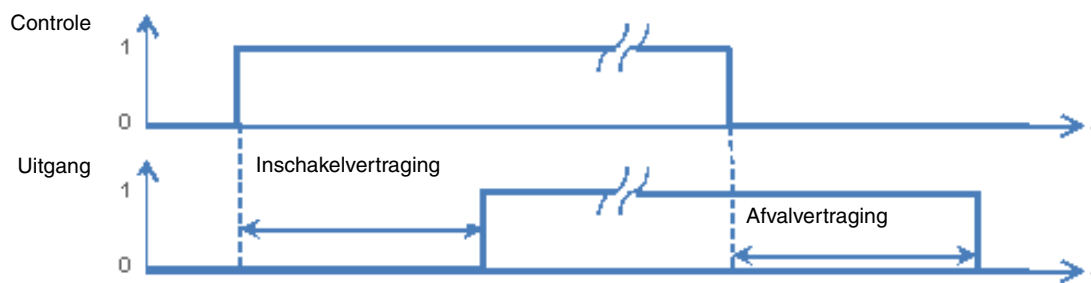 Controle
1
0
Uitgang
Inschakelvertraging
1
Afvalvertraging
0